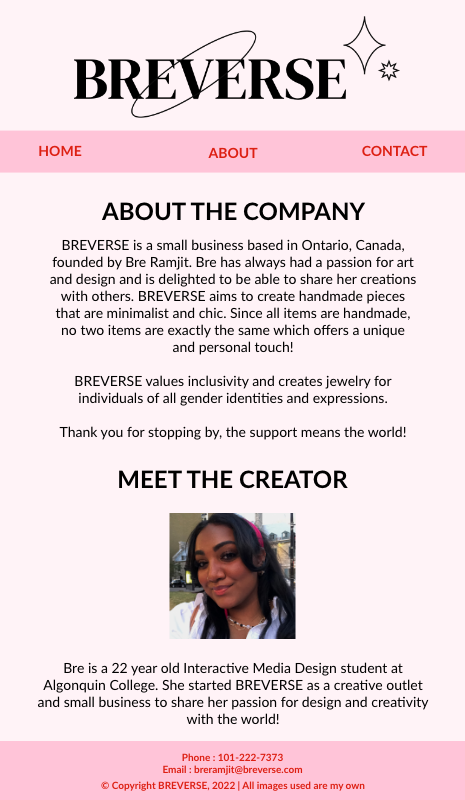 BREVERSE
HOME ABOUT CONTACT
ABOUT THE COMPANY
BREVERSE is a small business based in Ontario, Canada,
founded by Bre Ramjit. Bre has always had a passion for art
and design and is delighted to be able to share her creations
with others. BREVERSE aims to create handmade pieces
that are minimalist and chic. Since all items are handmade,
no two items are exactly the same which offers a unique
and personal touch!
BREVERSE values inclusivity and creates jewelry for
individuals of all gender identities and expressions.
Thank you for stopping by, the support means the world!
MEET THE CREATOR
Bre is a 22 year old Interactive Media Design student at
Algonquin College. She started BREVERSE as a creative outlet
and small business to share her passion for design and creativity
with the world!
Phone : 101-222-7373
Email : breramjit@breverse.com
© Copyright BREVERSE, 2022 | All images used are my own